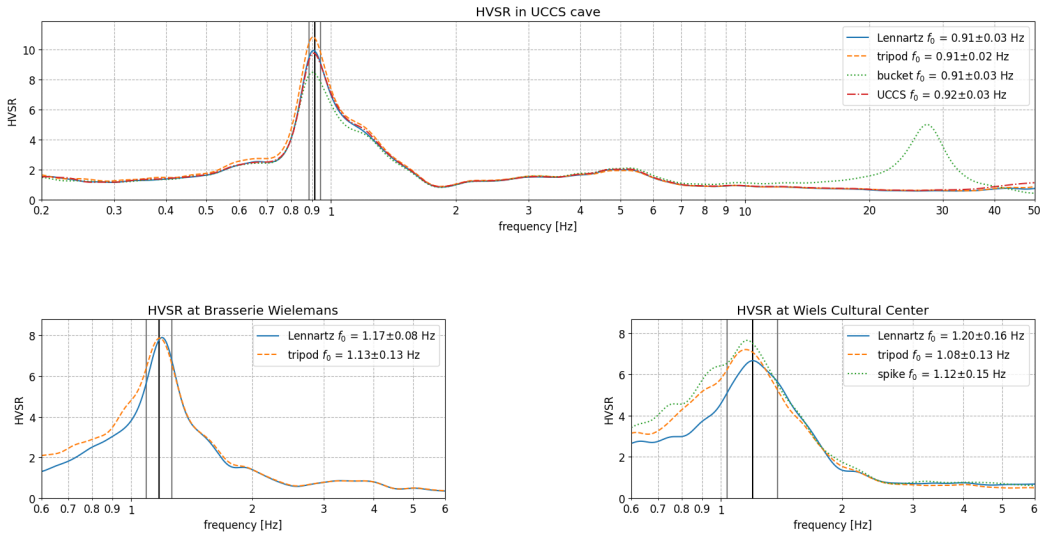 HVSR in UCCS cave
HVSR
10
8
6
4
2
0
Lennartz f₀ = 0.91±0.03 Hz
tripod f₀ = 0.91±0.02 Hz
bucket f₀ = 0.91±0.03 Hz
UCCS f₀ = 0.92±0.03 Hz
0.2 0.3 0.4 0.5 0.6 0.7 0.8 0.9 1 2 3 4 5 6 7 8 9 10 20 30 40 50
frequency [Hz]
HVSR at Brasserie Wielemans
HVSR
8
6
4
2
0
Lennartz f₀ = 1.17±0.08 Hz
tripod f₀ = 1.13±0.13 Hz
0.6 0.7 0.8 0.9 1 2 3 4 5 6
frequency [Hz]
HVSR at Wiels Cultural Center
HVSR
8
6
4
2
0
Lennartz f₀ = 1.20±0.16 Hz
tripod f₀ = 1.08±0.13 Hz
spike f₀ = 1.12±0.15 Hz
0.6 0.7 0.8 0.9 1 2 3 4 5 6
frequency [Hz]